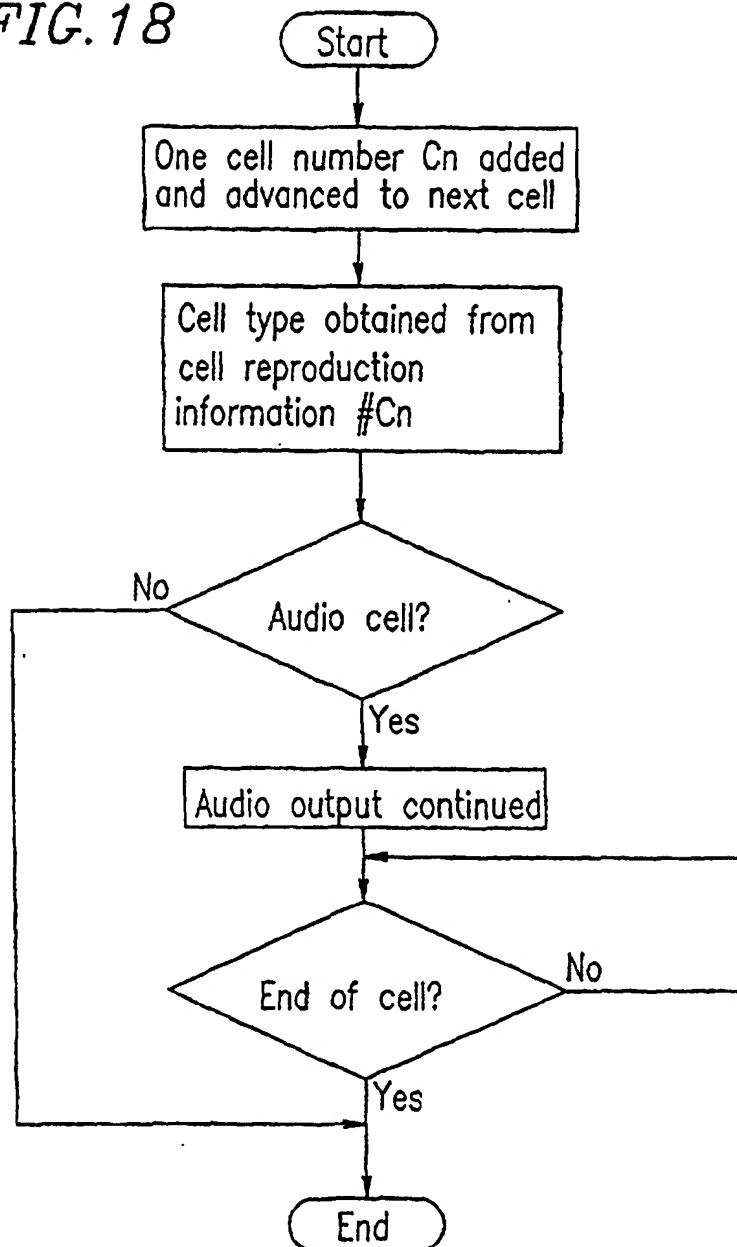 FIG.18
Start
One cell number Cn added
and advanced to next cell
Cell type obtained from
cell reproduction
information #Cn
No
Audio cell?
Yes
Audio output continued
End of cell?
No
Yes
End